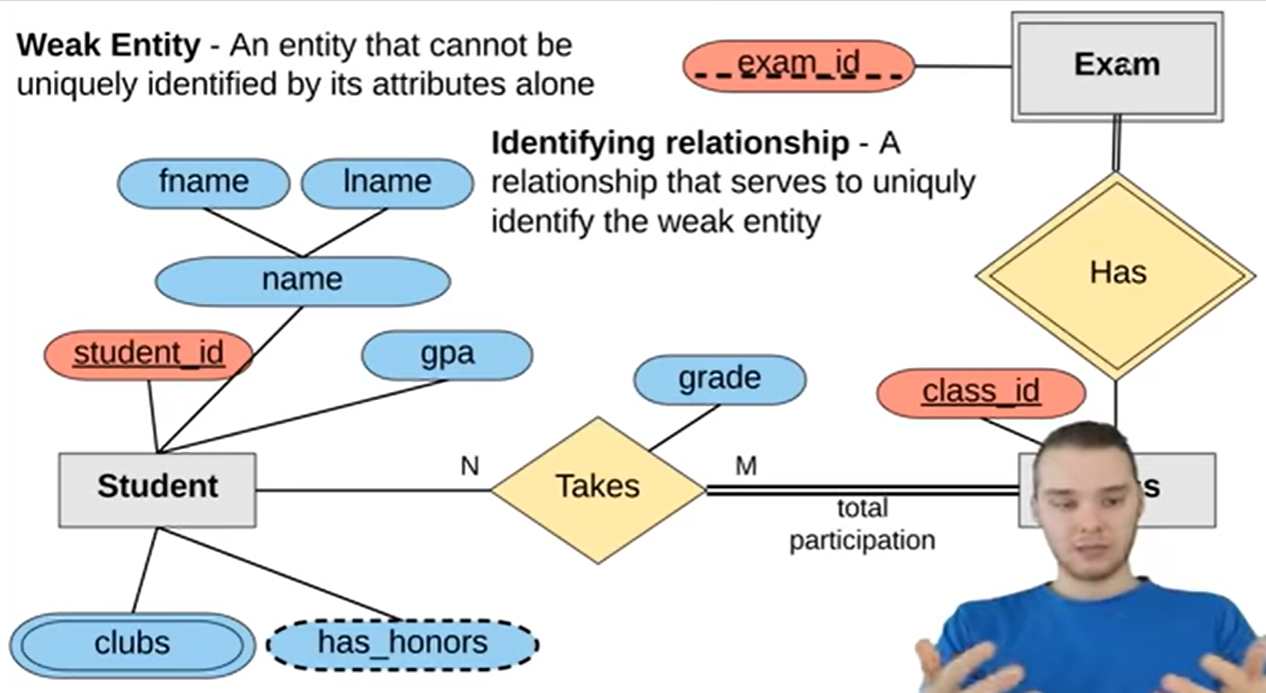 Weak Entity - An entity that cannot be
uniquely identified by its attributes alone
exam_id
Exam
Identifying relationship - A
relationship that serves to uniquly
identify the weak entity
fname
lname
name
Has
student_id
gpa
grade
class_id
Student
N
Takes
M
s
total
participation
clubs
has_honors